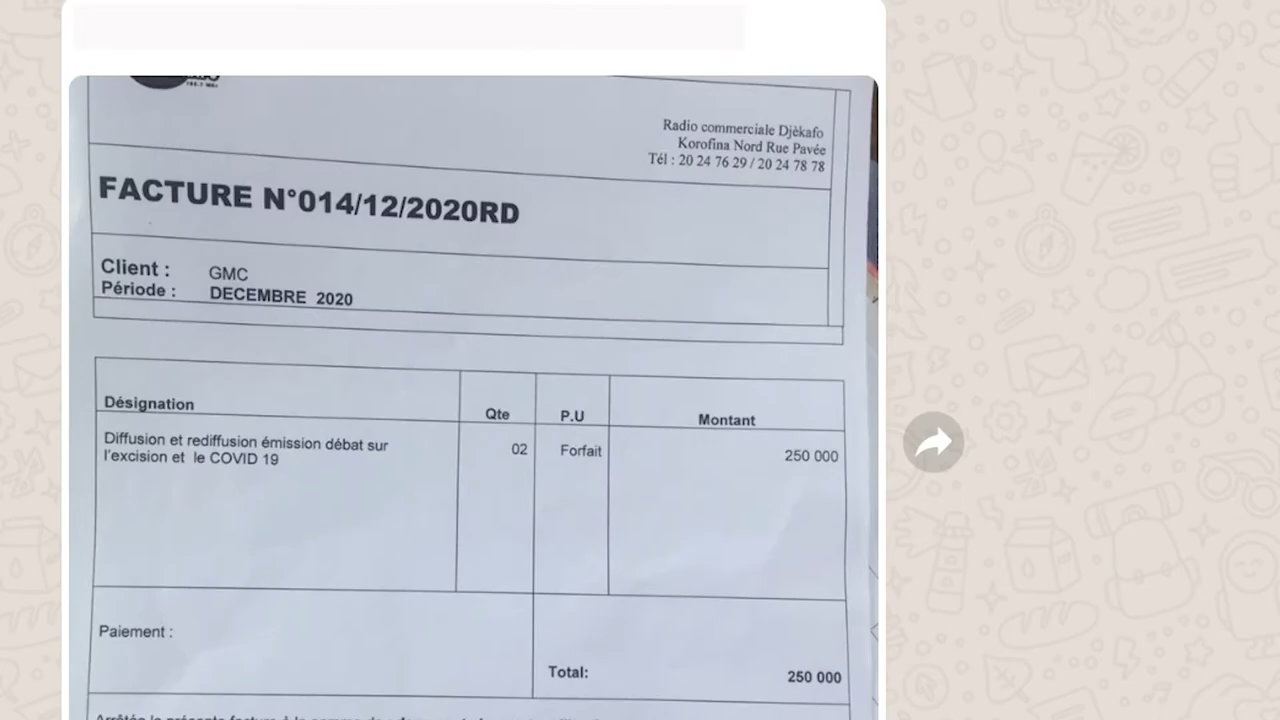 Radio commerciale Djèkafo
Korofina Nord Rue Pavée
Tél : 20 24 76 29 / 20 24 78 78
FACTURE N°014/12/2020RD
Client : GMC
Période : DECEMBRE 2020
Désignation Qte P.U Montant
Diffusion et rediffusion émission débat sur 02 Forfait 250 000
l'excision et le COVID 19
Paiement :
Total: 250 000